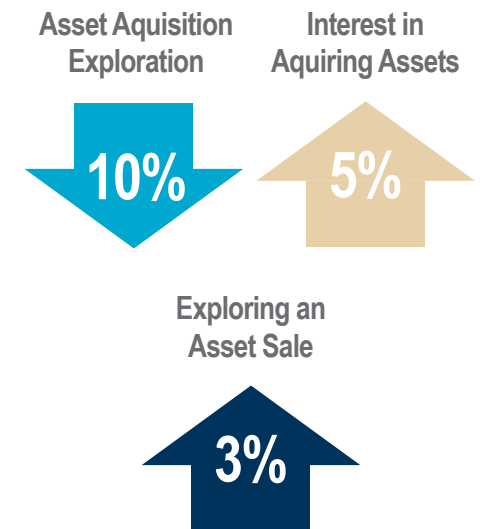 Asset Aquisition
Exploration
10%
Interest in
Aquiring Assets
5%
Exploring an
Asset Sale
3%